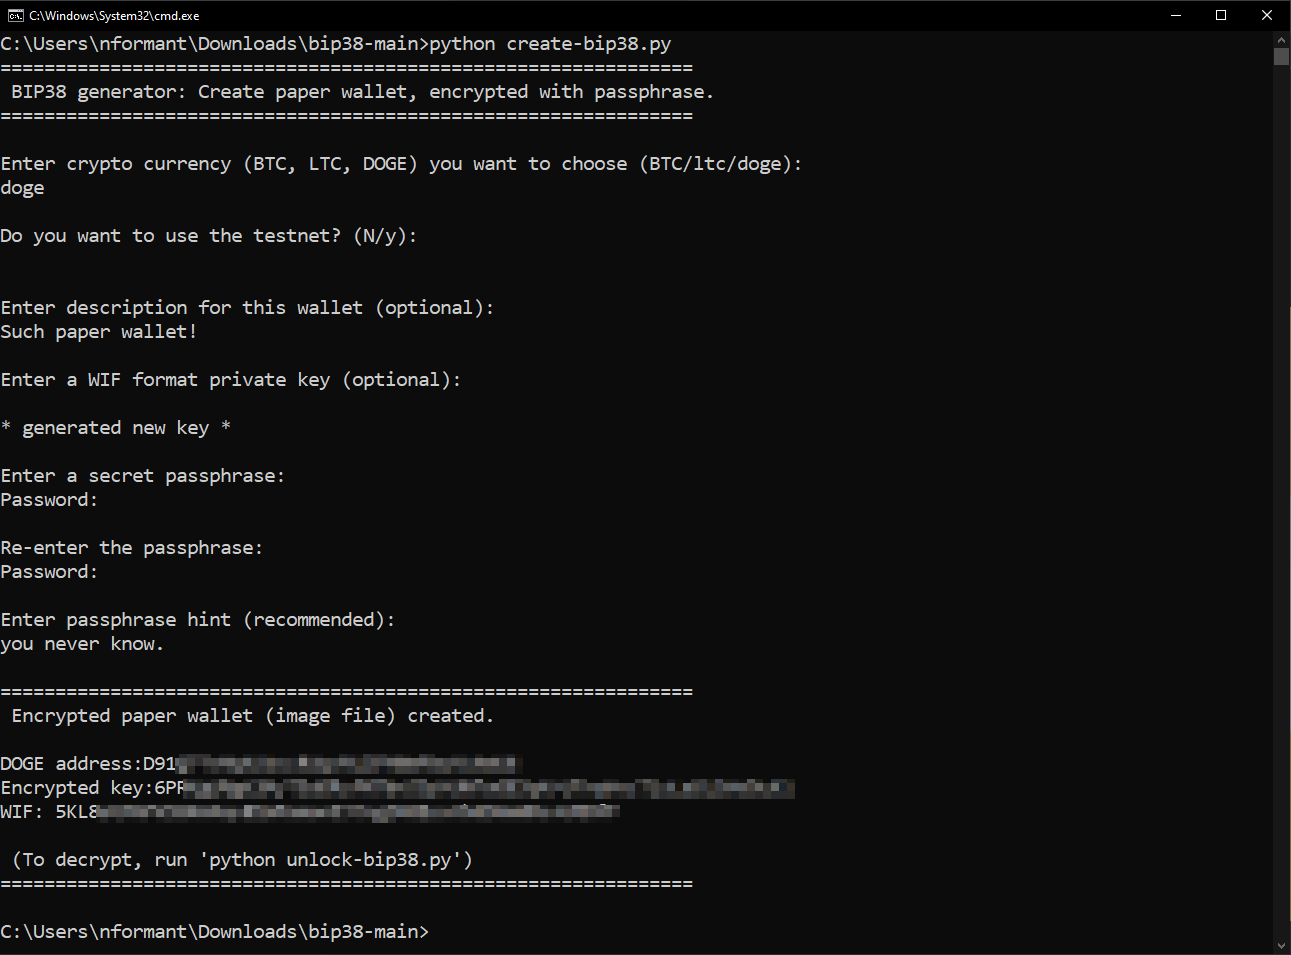 C:\Windows\System32\cmd.exe
C:\Users\nformant\Downloads\bip38-main>python create-bip38.py
===============================================================
BIP38 generator: Create paper wallet, encrypted with passphrase.
===============================================================
Enter crypto currency (BTC, LTC, DOGE) you want to choose (BTC/ltc/doge):
doge
Do you want to use the testnet? (N/y):
Enter description for this wallet (optional):
Such paper wallet!
Enter a WIF format private key (optional):
* generated new key *
Enter a secret passphrase:
Password:
Re-enter the passphrase:
Password:
Enter passphrase hint (recommended):
you never know.
===============================================================
Encrypted paper wallet (image file) created.
DOGE address:D91
Encrypted key:6PR
WIF: 5KL8
(To decrypt, run 'python unlock-bip38.py')
===============================================================
C:\Users\nformant\Downloads\bip38-main>